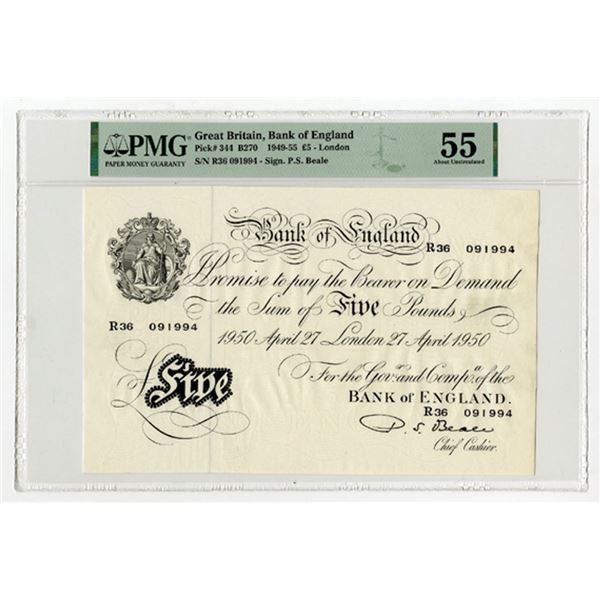 PMG
PAPER MONEY GUARANTY
Great Britain, Bank of England
Pick# 344 B270 1949-55 £5 - London
S/N R36 091994 - Sign. P.S. Beale
55
About Uncirculated
Bank of England
R36 091994
Promise to pay the Bearer on Demand
the Sum of Five Pounds
1950 April 27 London 27 April 1950
R36 091994
For the Govr. and Compa. of the
BANK OF ENGLAND.
£Five
R36 091994
P. S. Beale
Chief Cashier.